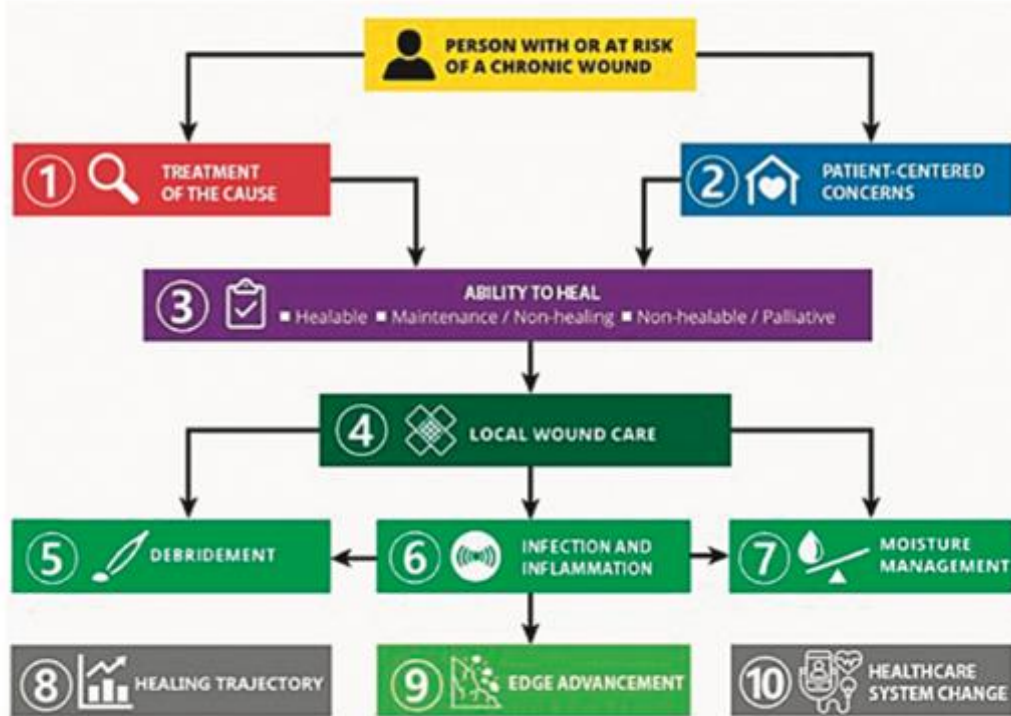 PERSON WITH OR AT RISK
OF A CHRONIC WOUND
1 TREATMENT
OF THE CAUSE
2 PATIENT-CENTERED
CONCERNS
3 ABILITY TO HEAL
■ Healable ■ Maintenance / Non-healing ■ Non-healable / Palliative
4 LOCAL WOUND CARE
5 DEBRIDEMENT
6 INFECTION AND
INFLAMMATION
7 MOISTURE
MANAGEMENT
8 HEALING TRAJECTORY
9 EDGE ADVANCEMENT
10 HEALTHCARE
SYSTEM CHANGE